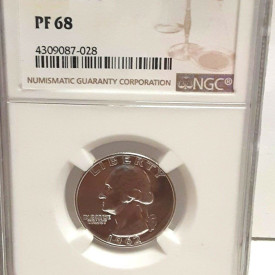 PF 68
4309087-028
NUMISMATIC GUARANTY CORPORATION
NGC®
LIBERTY